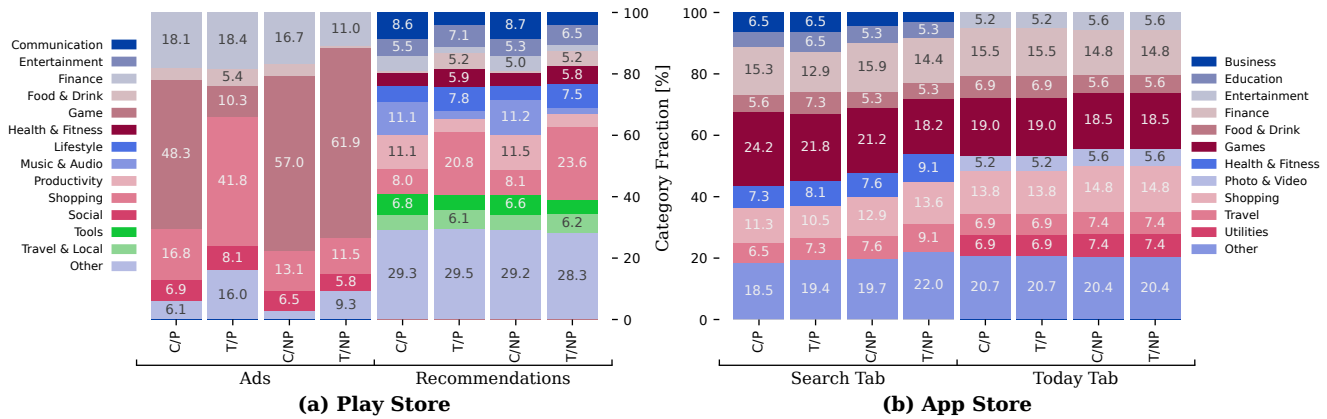 Communication
Entertainment
Finance
Food & Drink
Game
Health & Fitness
Lifestyle
Music & Audio
Productivity
Shopping
Social
Tools
Travel & Local
Other
18.1
48.3
16.8
6.9
6.1
18.4
5.4
10.3
41.8
8.1
16.0
16.7
57.0
13.1
6.5
11.0
61.9
11.5
5.8
9.3
8.6
5.5
11.1
11.1
8.0
6.8
29.3
7.1
5.2
5.9
7.8
20.8
6.1
29.5
8.7
5.3
5.0
11.2
11.5
8.1
6.6
29.2
6.5
5.2
5.8
7.5
23.6
6.2
28.3
100
80
60
40
20
0
C/P
T/P
C/NP
T/NP
C/P
T/P
C/NP
T/NP
Ads
Recommendations
(a) Play Store
Category Fraction [%]
100
80
60
40
20
0
6.5
15.3
5.6
24.2
7.3
11.3
6.5
18.5
6.5
6.5
12.9
7.3
21.8
8.1
10.5
7.3
19.4
5.3
15.9
5.3
21.2
7.6
12.9
7.6
19.7
5.3
14.4
5.3
18.2
9.1
13.6
9.1
22.0
5.2
15.5
6.9
19.0
5.2
13.8
6.9
6.9
20.7
5.2
15.5
6.9
19.0
5.2
13.8
6.9
6.9
20.7
5.6
14.8
5.6
18.5
5.6
14.8
7.4
7.4
20.4
5.6
14.8
5.6
18.5
5.6
14.8
7.4
7.4
20.4
C/P
T/P
C/NP
T/NP
C/P
T/P
C/NP
T/NP
Search Tab
Today Tab
(b) App Store
Business
Education
Entertainment
Finance
Food & Drink
Games
Health & Fitness
Photo & Video
Shopping
Travel
Utilities
Other